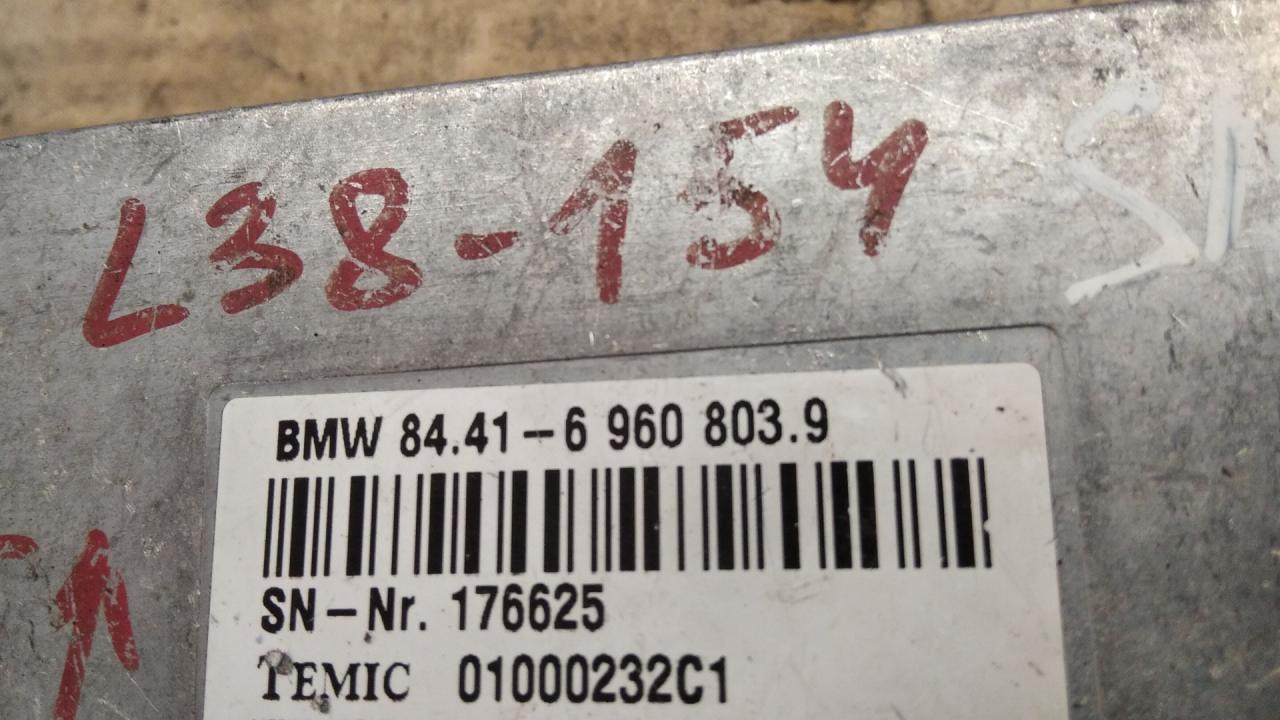 L38-154
BMW 84.41-6 960 803.9
SN-Nr. 176625
TEMIC 01000232C1